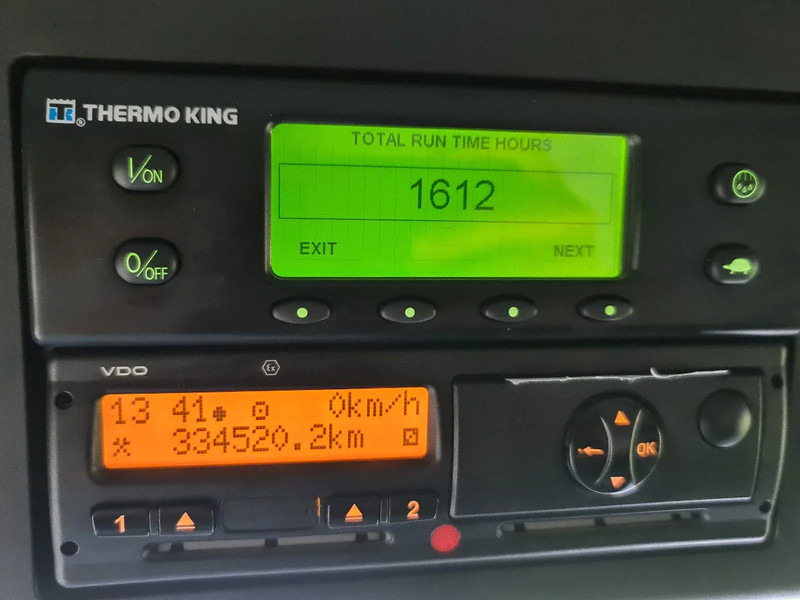 THERMO KING
TOTAL RUN TIME HOURS
1612
EXIT NEXT
I/ON
O/OFF
VDO
Ex
13 41 0km/h
334520.2km
OK
1 2